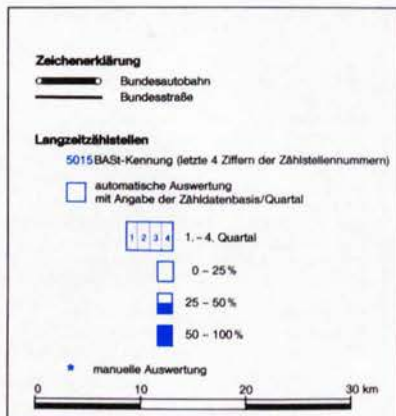 Zeichenerklärung
Bundesautobahn
Bundesstraße
Langzeitzählstellen
5015 BASt-Kennung (letzte 4 Ziffern der Zählstellennummern)
automatische Auswertung
mit Angabe der Zähldatenbasis/Quartal
1 2 3 4 1.– 4. Quartal
0 – 25 %
25 – 50 %
50 – 100 %
* manuelle Auswertung
0 10 20 30 km